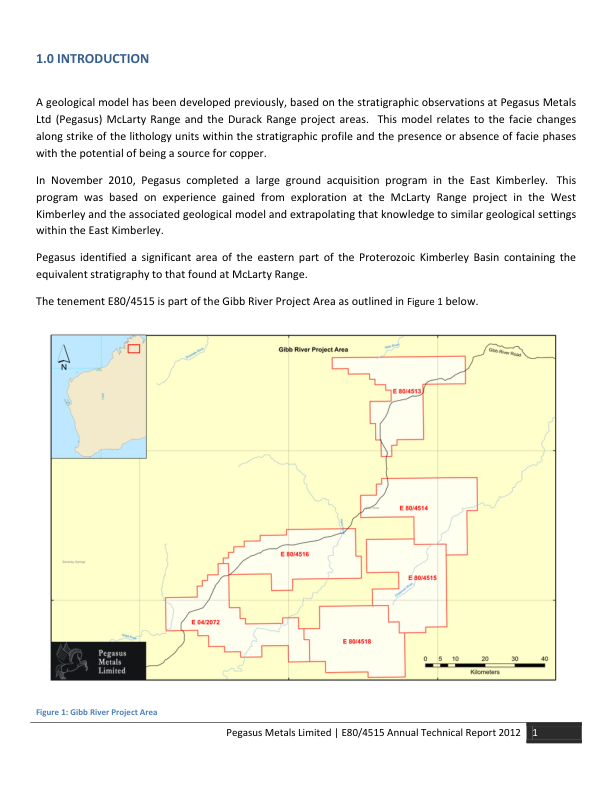 1.0 INTRODUCTION
A geological model has been developed previously, based on the stratigraphic observations at Pegasus Metals
Ltd (Pegasus) McLarty Range and the Durack Range project areas. This model relates to the facie changes
along strike of the lithology units within the stratigraphic profile and the presence or absence of facie phases
with the potential of being a source for copper.
In November 2010, Pegasus completed a large ground acquisition program in the East Kimberley. This
program was based on experience gained from exploration at the McLarty Range project in the West
Kimberley and the associated geological model and extrapolating that knowledge to similar geological settings
within the East Kimberley.
Pegasus identified a significant area of the eastern part of the Proterozoic Kimberley Basin containing the
equivalent stratigraphy to that found at McLarty Range.
The tenement E80/4515 is part of the Gibb River Project Area as outlined in Figure 1 below.
Gibb River Project Area
Gibb River Road
N
E 80/4513
E 80/4514
E 80/4516
E 80/4515
E 04/2072
E 80/4518
Pegasus
Metals
Limited
0 5 10 20 30 40
Kilometers
Figure 1: Gibb River Project Area
Pegasus Metals Limited | E80/4515 Annual Technical Report 2012 1